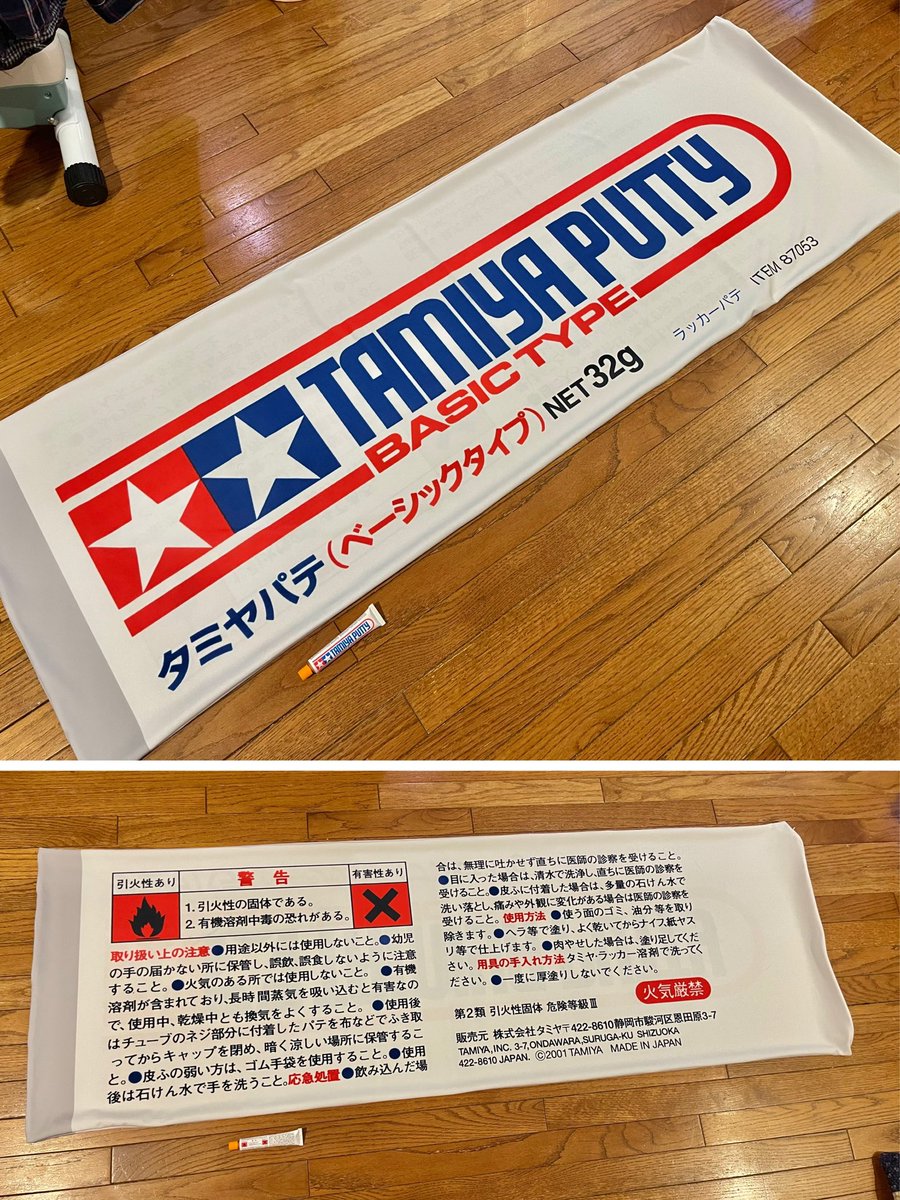 TAMIYA PUTTY
BASIC TYPE
タミヤパテ(ベーシックタイプ)NET 32g
ラッカーパテ ITEM 87053
TAMIYA PUTTY
引火性あり
警告
有害性あり
1. 引火性の固体である。
2. 有機溶剤中毒の恐れがある。
取り扱い上の注意●用途以外には使用しないこと。●幼児
の手の届かない所に保管し、誤飲、誤食しないように注意
すること。●火気のある所では使用しないこと。●有機
溶剤が含まれており、長時間蒸気を吸い込むと有害なの
で、使用中、乾燥中とも換気をよくすること。●使用後
はチューブのネジ部分に付着したパテを布などでふき取
ってからキャップを閉め、暗く涼しい場所に保管するこ
と。●皮ふの弱い方は、ゴム手袋を使用すること。●使用
後は石けん水で手を洗うこと。応急処置●飲み込んだ場
合は、無理に吐かせず直ちに医師の診察を受けること。
●目に入った場合は、清水で洗浄し、直ちに医師の診察を
受けること。●皮ふに付着した場合は、多量の石けん水で
洗い落とし、痛みや外観に変化がある場合は医師の診察を
受けること。使用方法 ●使う面のゴミ、油分 等を取り
除きます。●ヘラ等で塗り、よく乾いてからナイフ、紙ヤス
リ等で仕上げます。●肉やせした場合は、塗り足してくだ
さい。用具の手入れ方法 タミヤ・ラッカー溶剤で洗ってく
ださい。●一度に厚塗りしないでください。
火気厳禁
第2類 引火性固体 危険等級Ⅲ
販売元 株式会社タミヤ〒422-8610静岡市駿河区恩田原3-7
TAMIYA, INC. 3-7, ONDAWARA, SURUGA-KU SHIZUOKA
422-8610 JAPAN. ©2001 TAMIYA MADE IN JAPAN